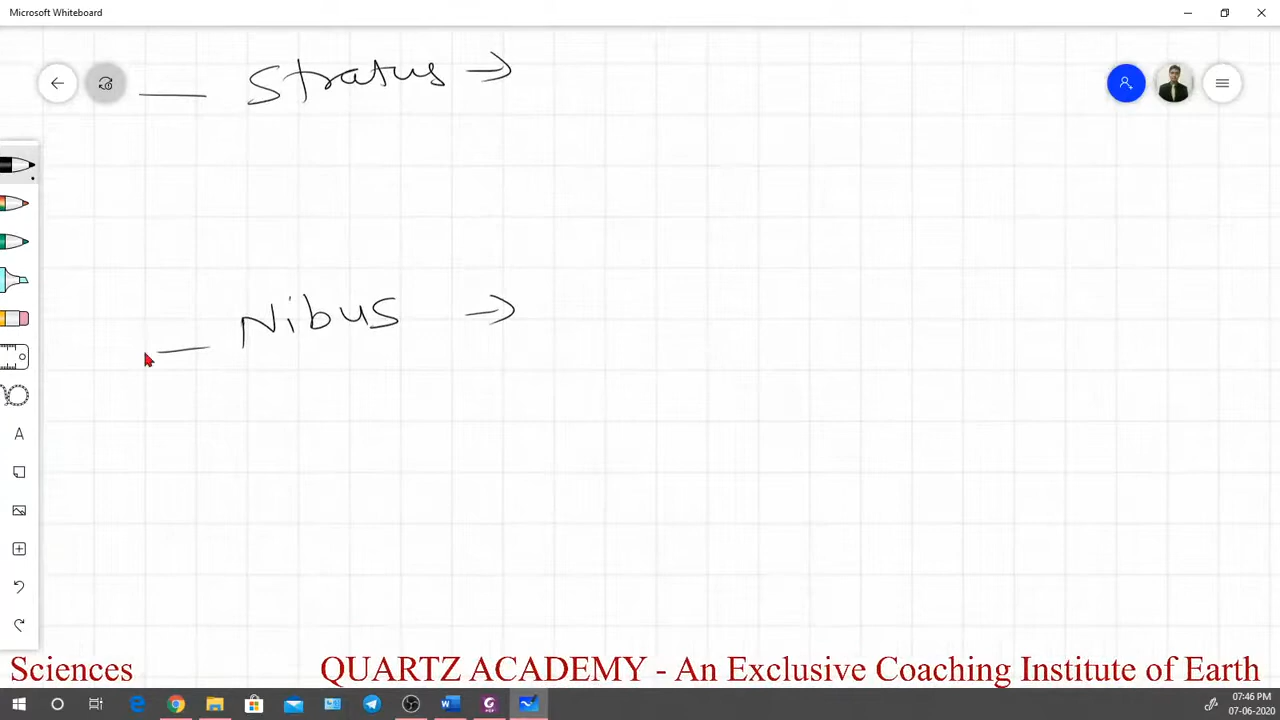 Microsoft Whiteboard
Stratus →
Nibus →
A
Sciences QUARTZ ACADEMY - An Exclusive Coaching Institute of Earth
07:46 PM
07-06-2020